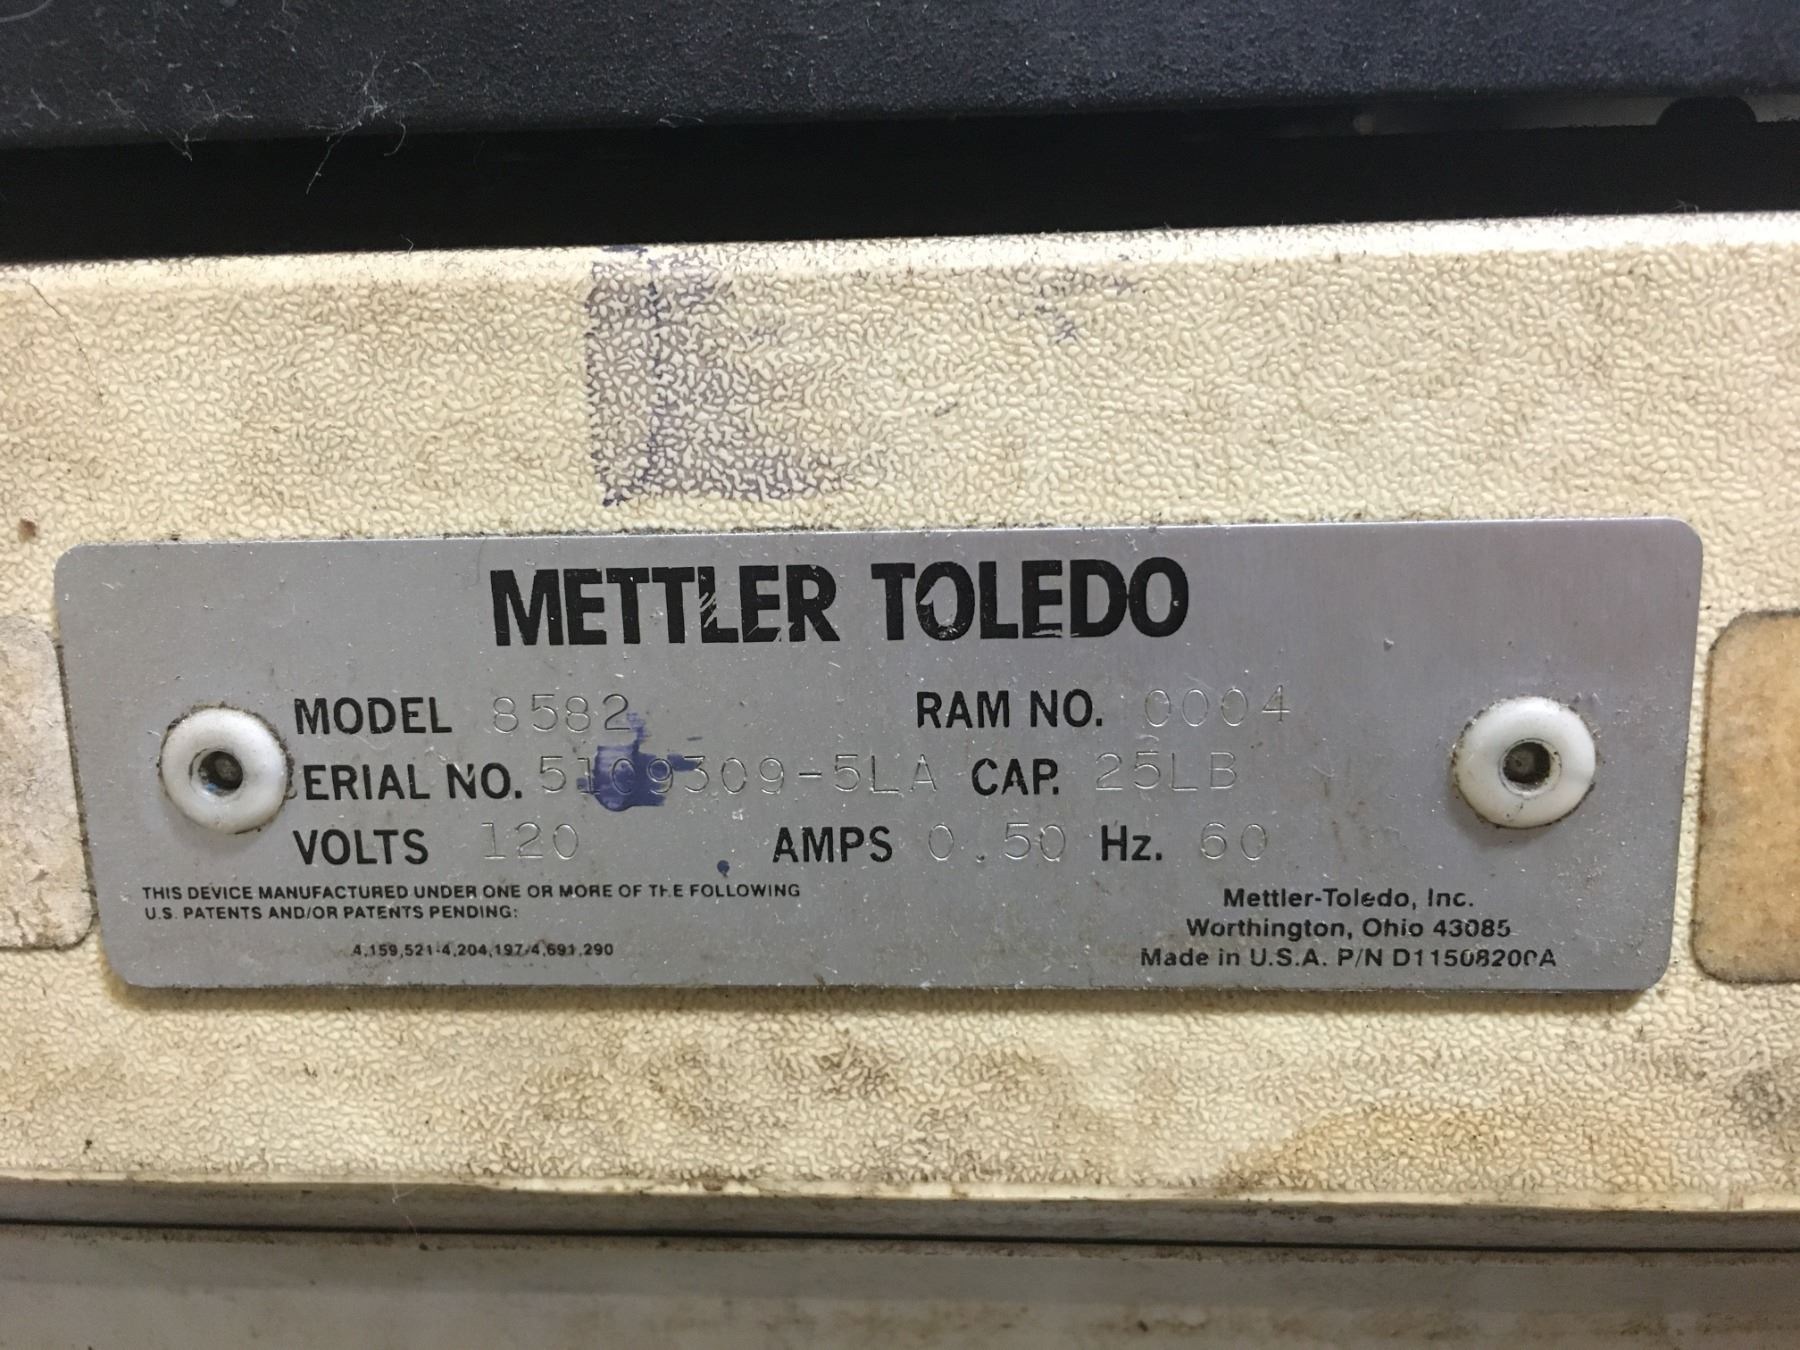 METTLER TOLEDO
MODEL 8582 RAM NO. 0004
ERIAL NO. 5109309-5LA CAP. 25LB
VOLTS 120 AMPS 0.50 Hz. 60
THIS DEVICE MANUFACTURED UNDER ONE OR MORE OF THE FOLLOWING
U.S. PATENTS AND/OR PATENTS PENDING:
4,159,521-4,204,197/4,691,290
Mettler-Toledo, Inc.
Worthington, Ohio 43085
Made in U.S.A. P/N D11508200A